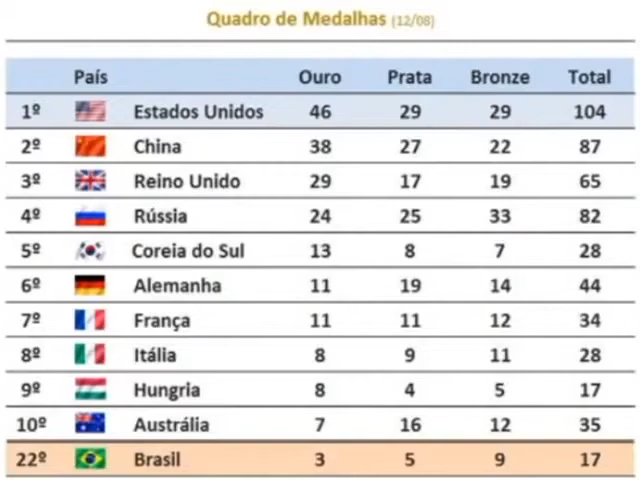 Quadro de Medalhas (12/08)
País Ouro Prata Bronze Total
1º Estados Unidos 46 29 29 104
2º China 38 27 22 87
3º Reino Unido 29 17 19 65
4º Rússia 24 25 33 82
5º Coreia do Sul 13 8 7 28
6º Alemanha 11 19 14 44
7º França 11 11 12 34
8º Itália 8 9 11 28
9º Hungria 8 4 5 17
10º Austrália 7 16 12 35
22º Brasil 3 5 9 17